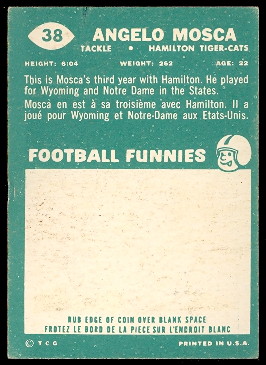 38
ANGELO MOSCA
TACKLE • HAMILTON TIGER-CATS
HEIGHT: 6:04 WEIGHT: 262 AGE: 22
This is Mosca's third year with Hamilton. He played
for Wyoming and Notre Dame in the States.
Mosca en est à sa troisième avec Hamilton. Il a
joué pour Wyoming et Notre-Dame aux Etats-Unis.
FOOTBALL FUNNIES
RUB EDGE OF COIN OVER BLANK SPACE
FROTEZ LE BORD DE LA PIECE SUR L'ENCROIT BLANC
© T C G PRINTED IN U.S.A.